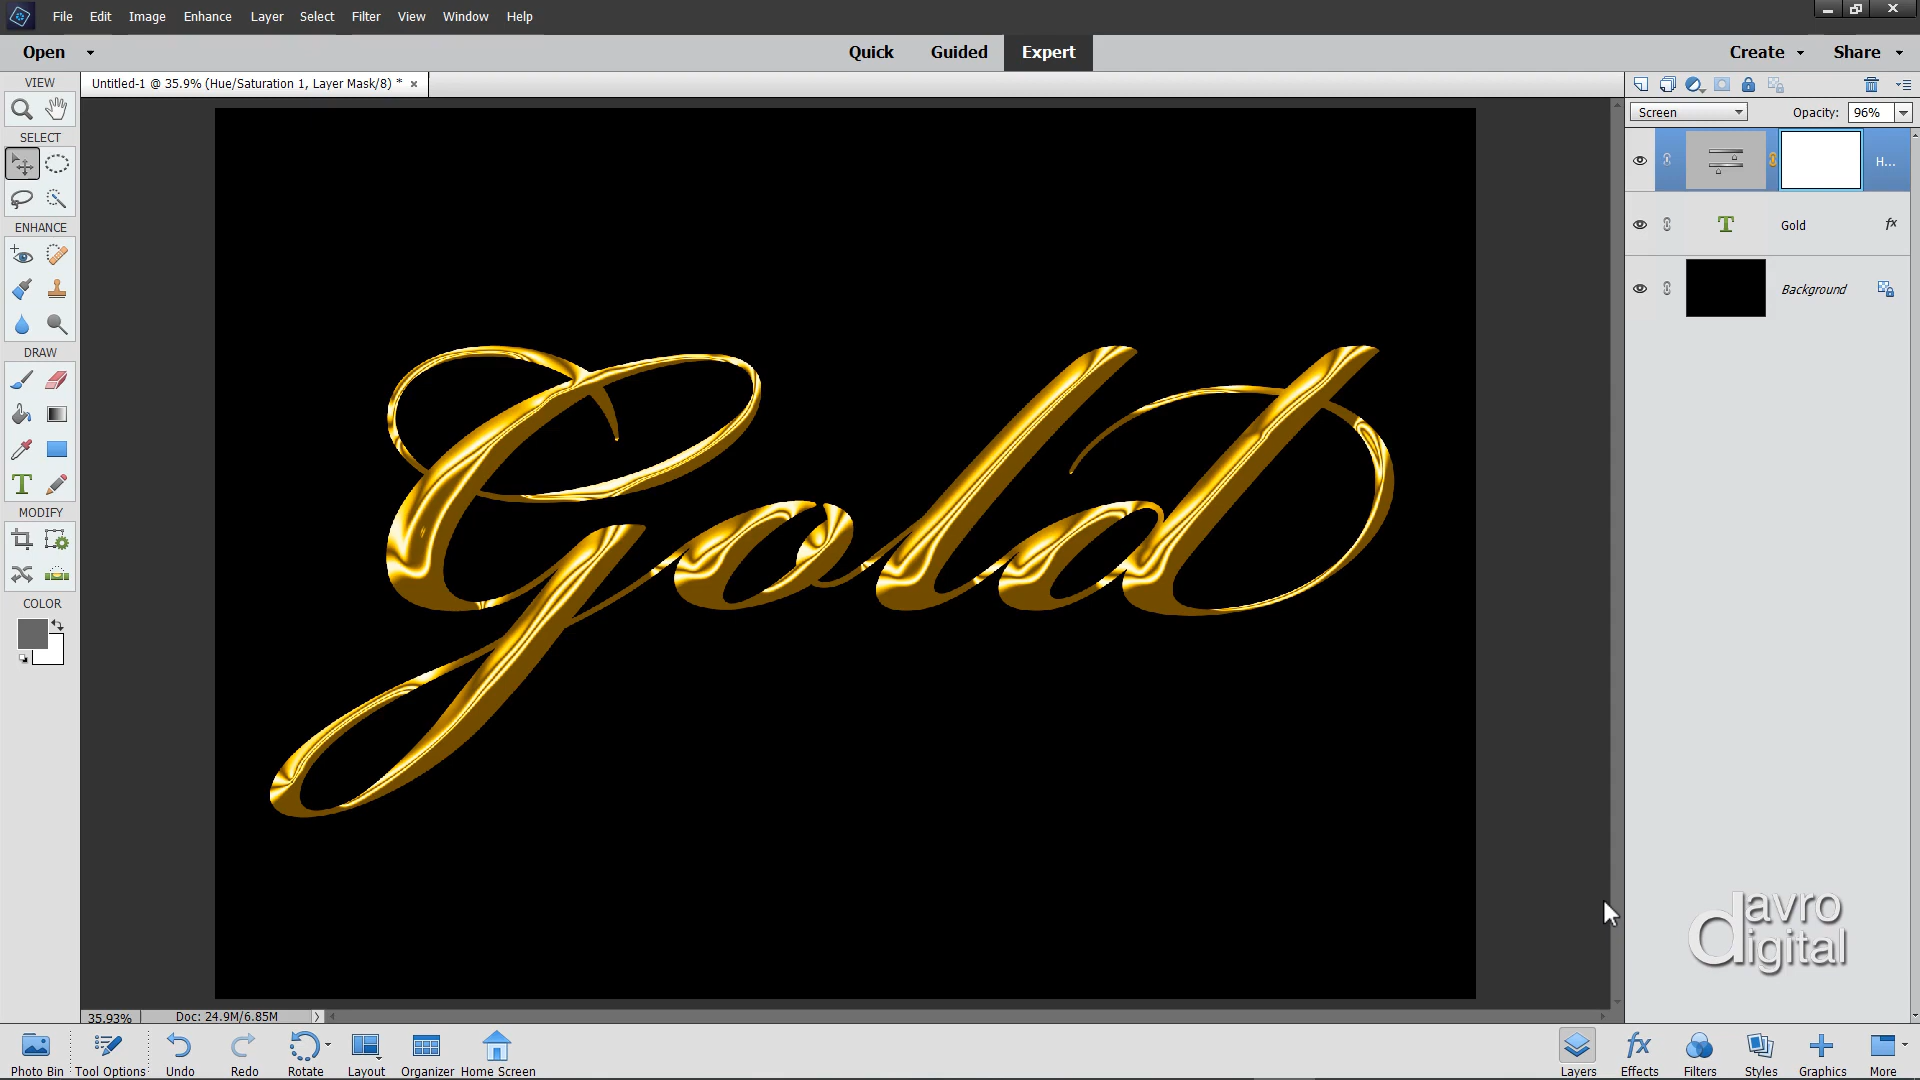 File Edit Image Enhance Layer Select Filter View Window Help
Open Quick Guided Expert Create Share
VIEW
Untitled-1 @ 35.9% (Hue/Saturation 1, Layer Mask/8) * ×
Screen Opacity: 96%
SELECT
H...
T Gold fx
ENHANCE
Background
DRAW
T
MODIFY
COLOR
Gold
davro
digital
35.93% Doc: 24.9M/6.85M
Photo Bin Tool Options Undo Redo Rotate Layout Organizer Home Screen Layers fx Effects Filters Styles Graphics More